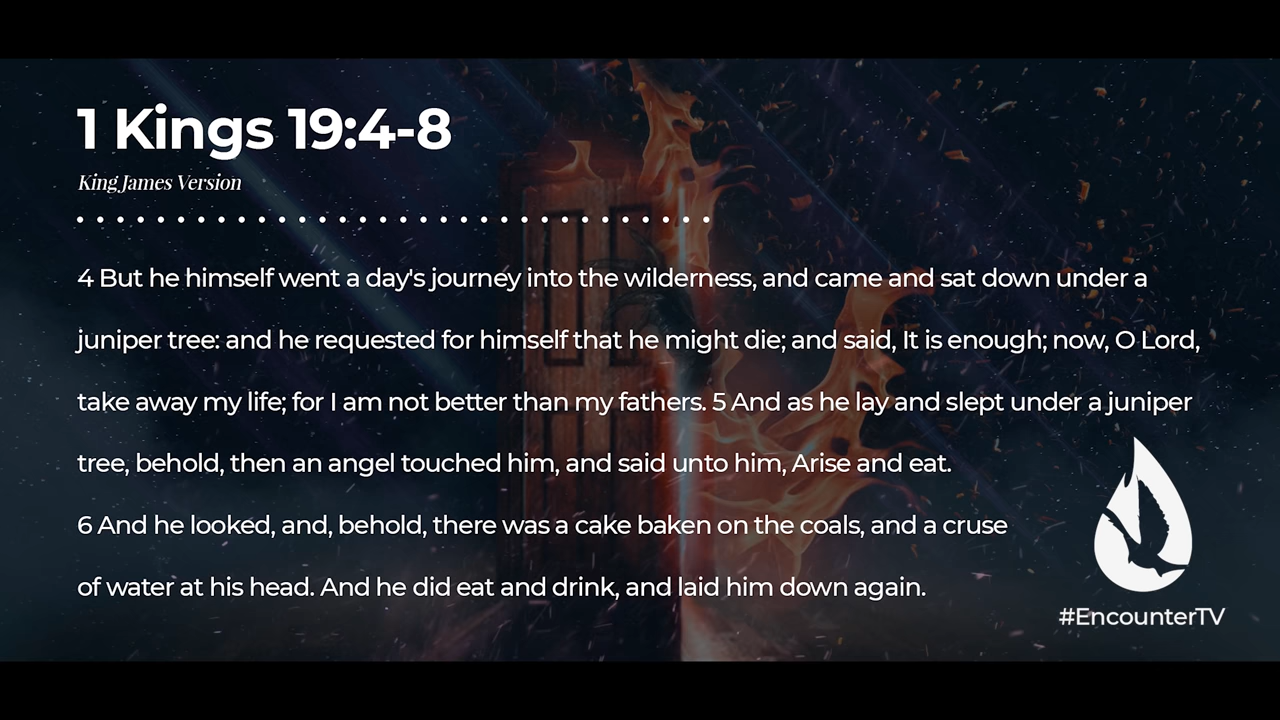 1 Kings 19:4-8
King James Version
4 But he himself went a day's journey into the wilderness, and came and sat down under a
juniper tree: and he requested for himself that he might die; and said, It is enough; now, O Lord,
take away my life; for I am not better than my fathers. 5 And as he lay and slept under a juniper
tree, behold, then an angel touched him, and said unto him, Arise and eat.
6 And he looked, and, behold, there was a cake baken on the coals, and a cruse
of water at his head. And he did eat and drink, and laid him down again.
#EncounterTV